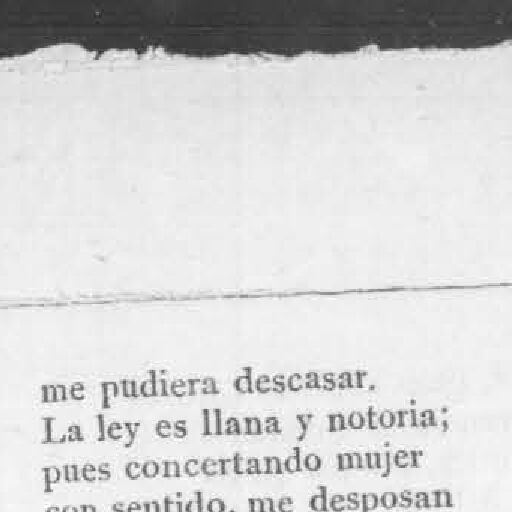 me pudiera descasar.
La ley es llana y notoria;
pues concertando mujer
con sentido, me desposan